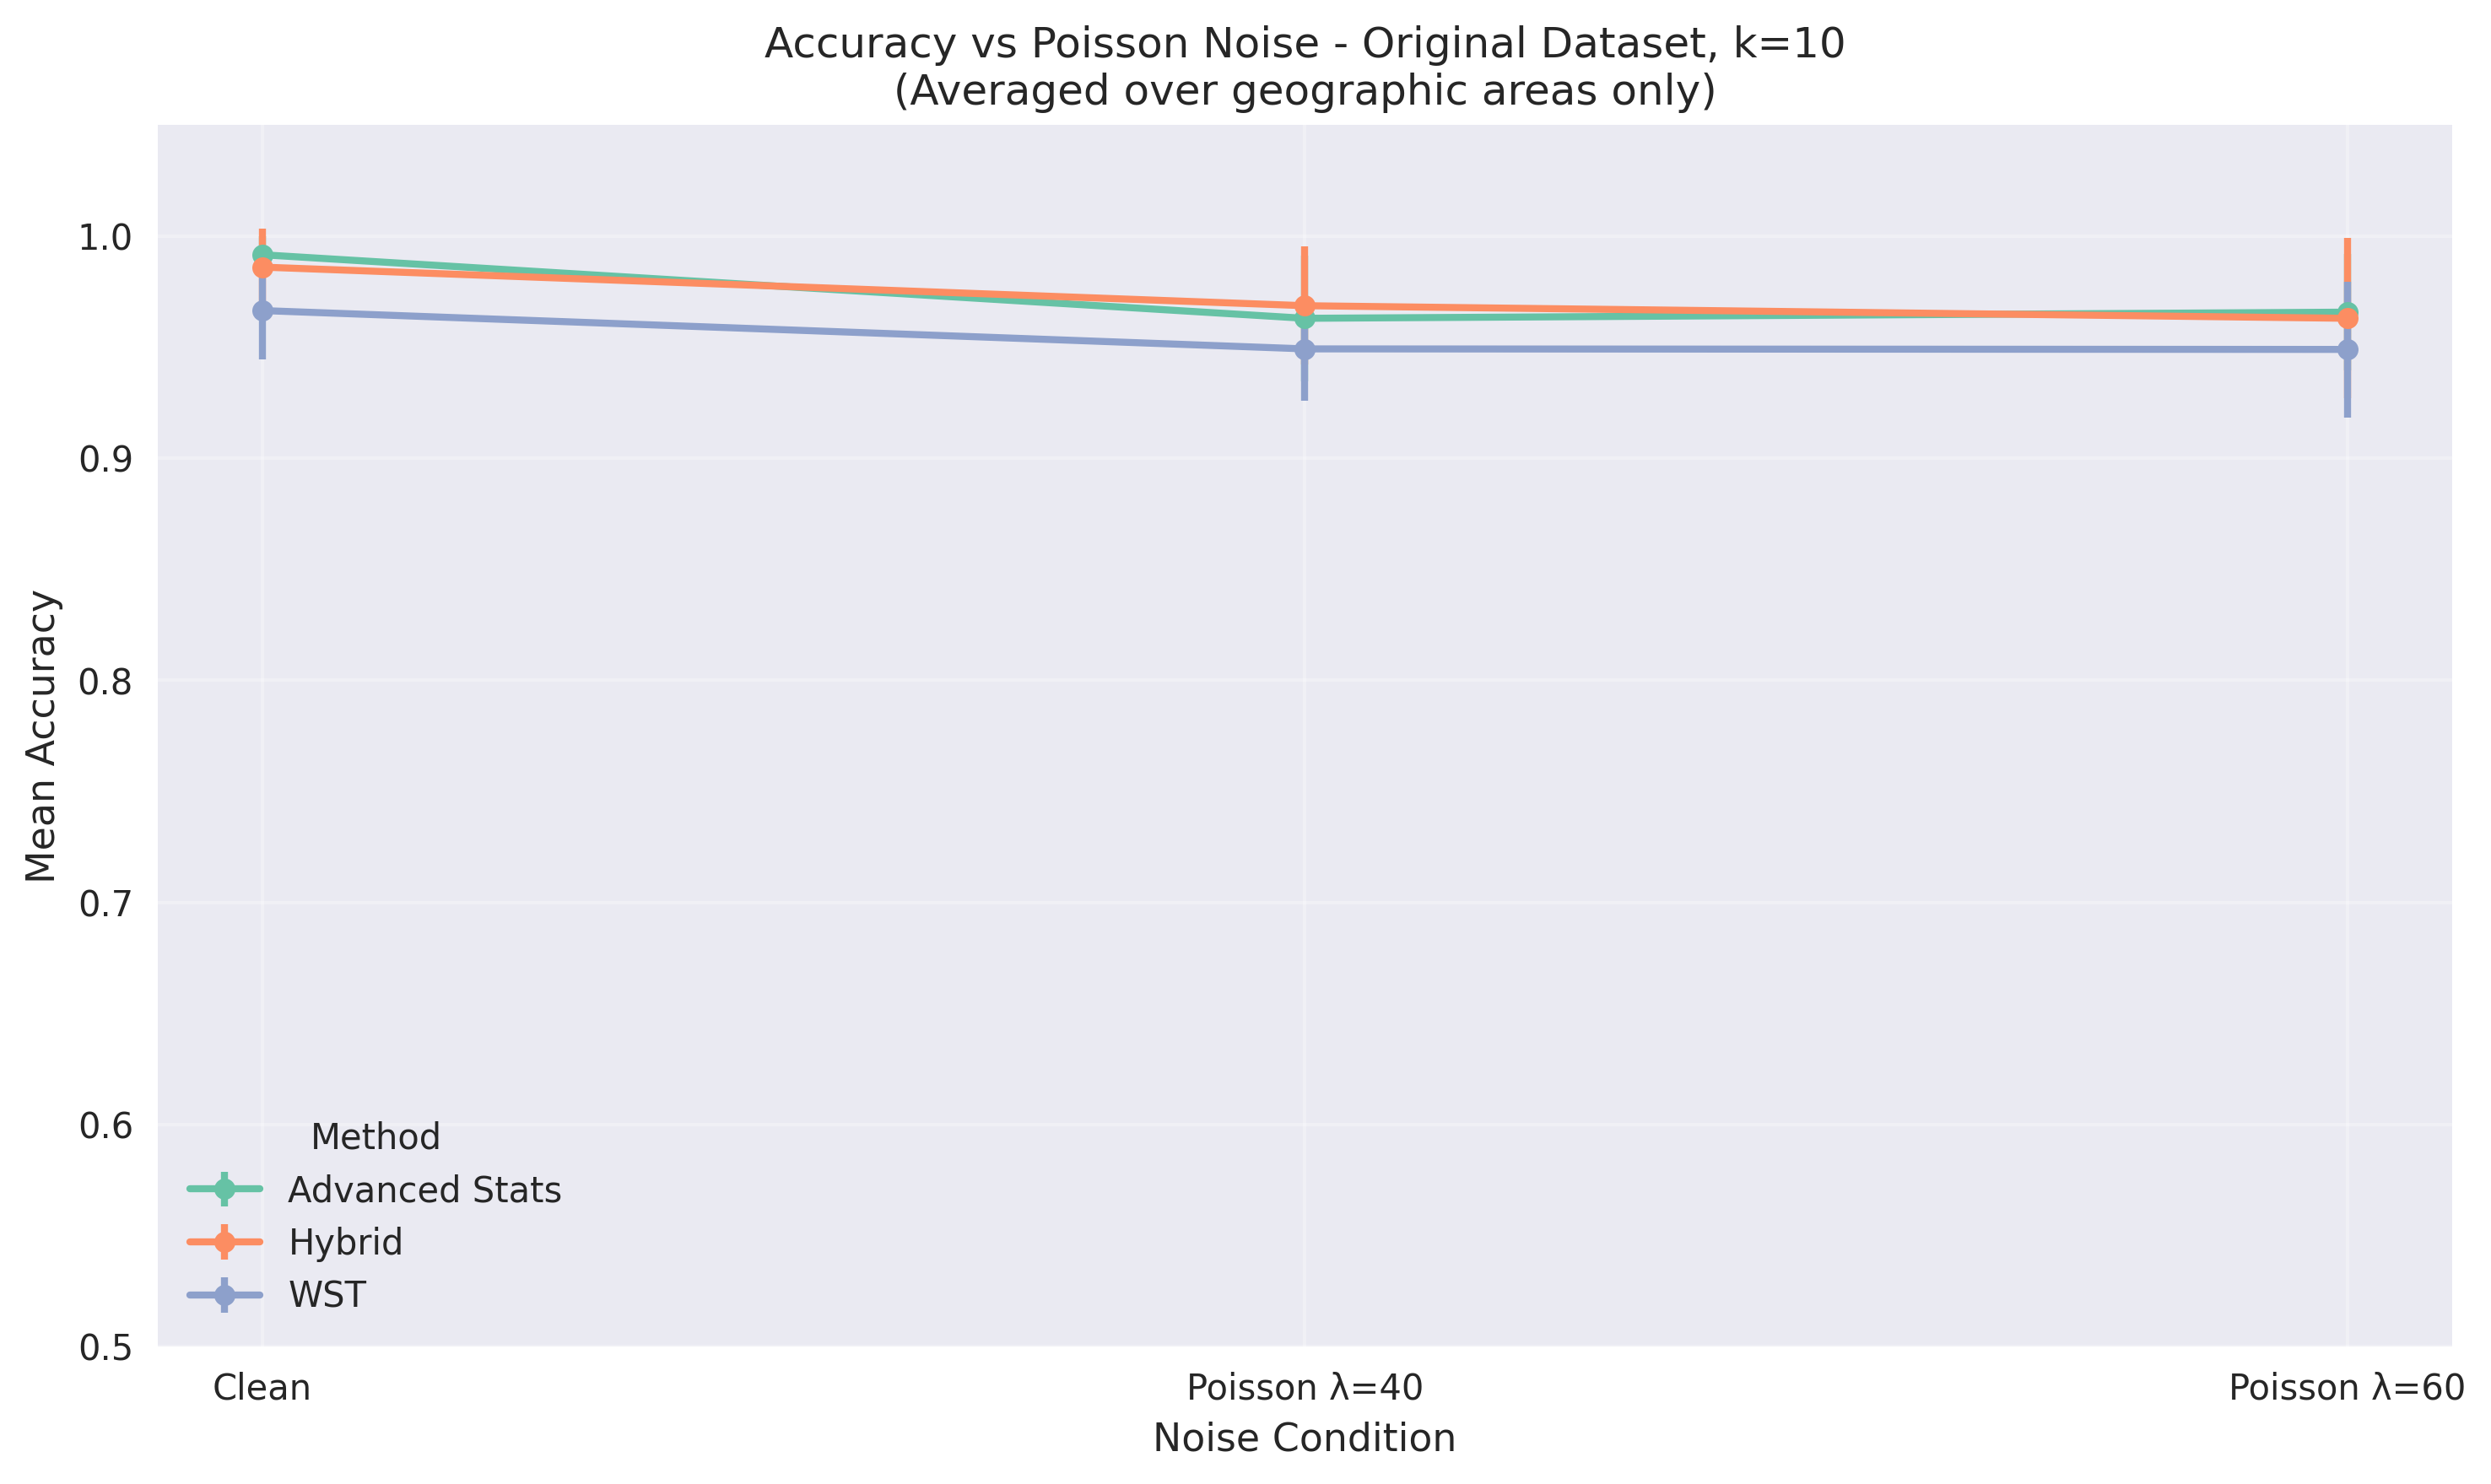 Accuracy vs Poisson Noise - Original Dataset, k=10
(Averaged over geographic areas only)
Mean Accuracy
1.0
0.9
0.8
0.7
0.6
0.5
Method
Advanced Stats
Hybrid
WST
Clean
Poisson λ=40
Poisson λ=60
Noise Condition